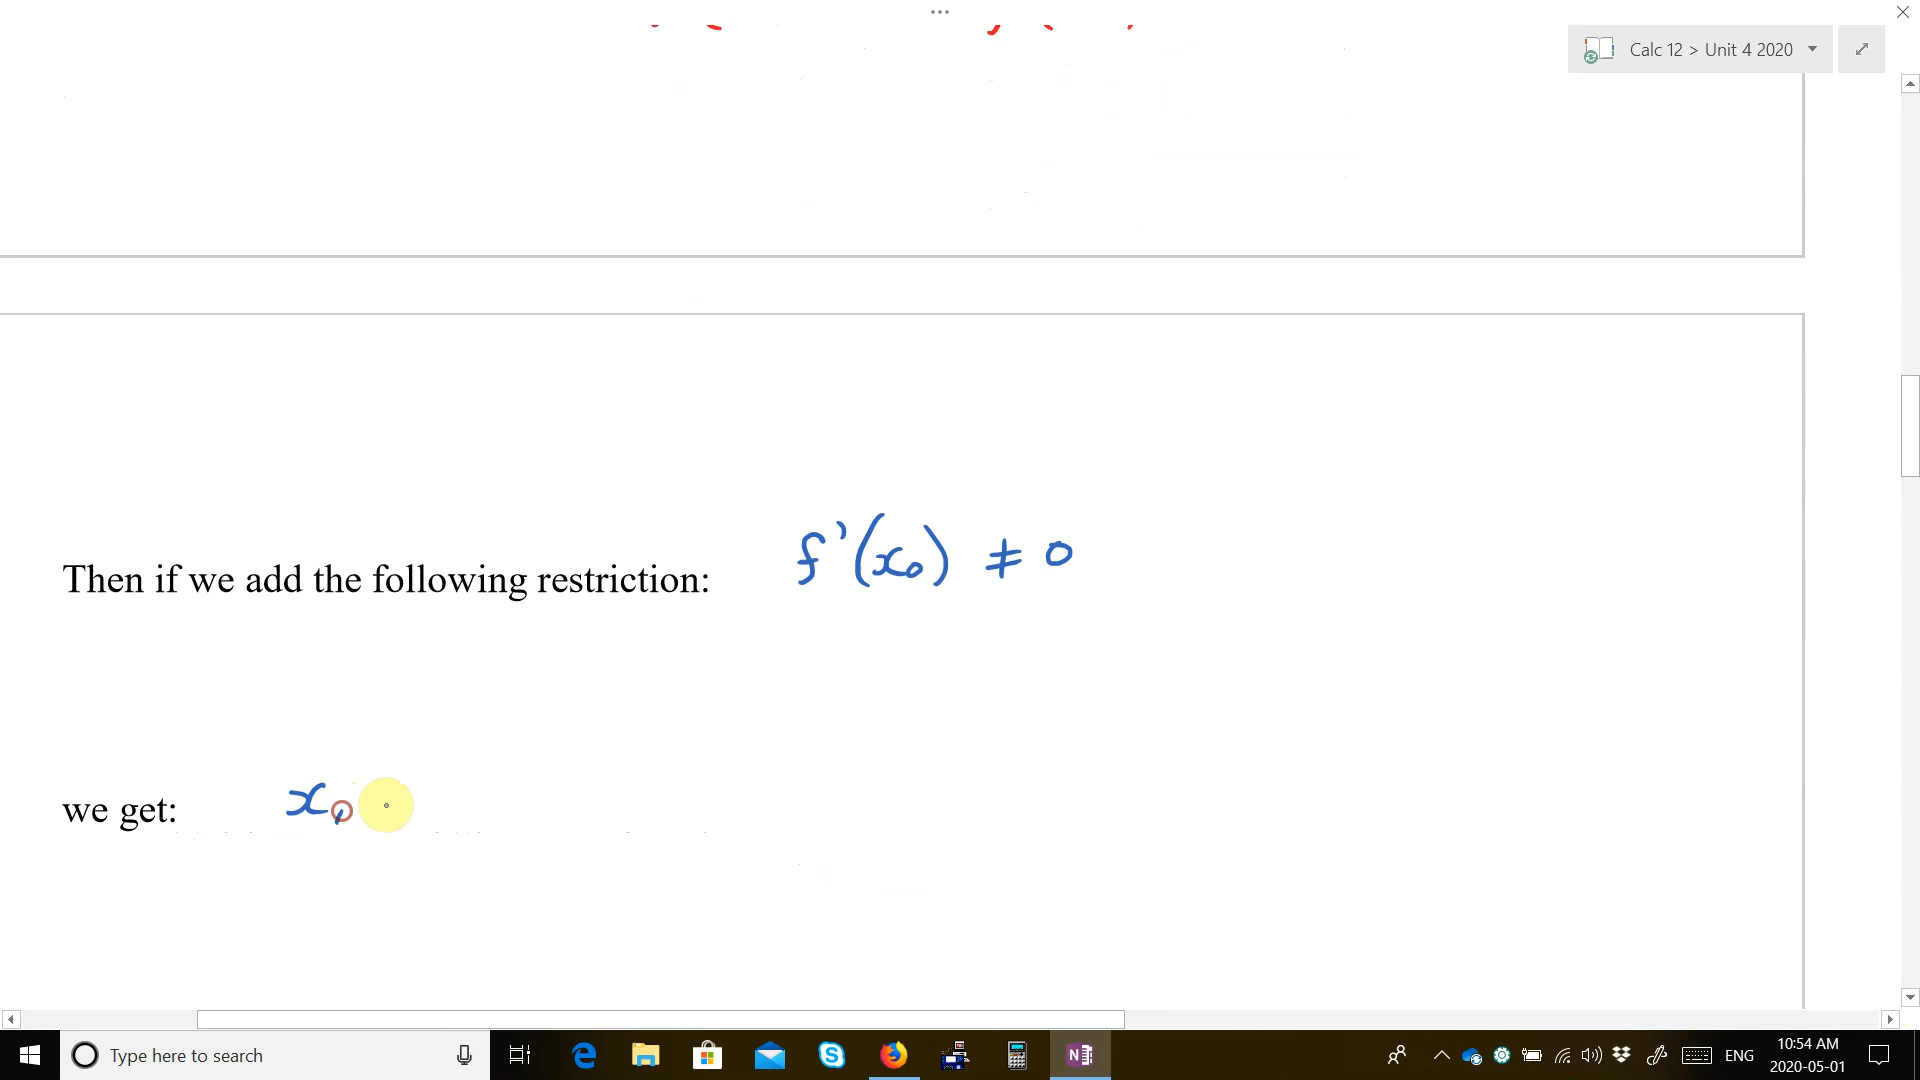 Calc 12 > Unit 4 2020
Then if we add the following restriction: f'(x₀) ≠ 0
we get: x₁
Type here to search
ENG
10:54 AM
2020-05-01